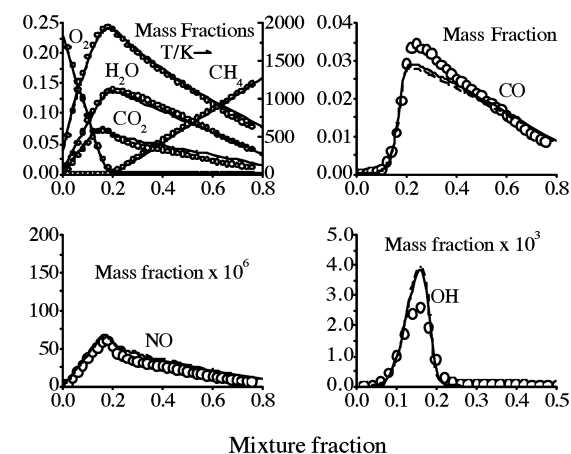 0.25
0.20
0.15
0.10
0.05
0.00
O2
Mass Fractions
T/K→
CH4
H2O
CO2
2000
1500
1000
500
0
0.0 0.2 0.4 0.6 0.8
0.04
0.03
0.02
0.01
0.00
Mass Fraction
CO
0.0 0.2 0.4 0.6 0.8
200
150
100
50
0
Mass fraction x 10^6
NO
0.0 0.2 0.4 0.6 0.8
5.0
4.0
3.0
2.0
1.0
0.0
Mass fraction x 10^3
OH
0.0 0.1 0.2 0.3 0.4 0.5
Mixture fraction